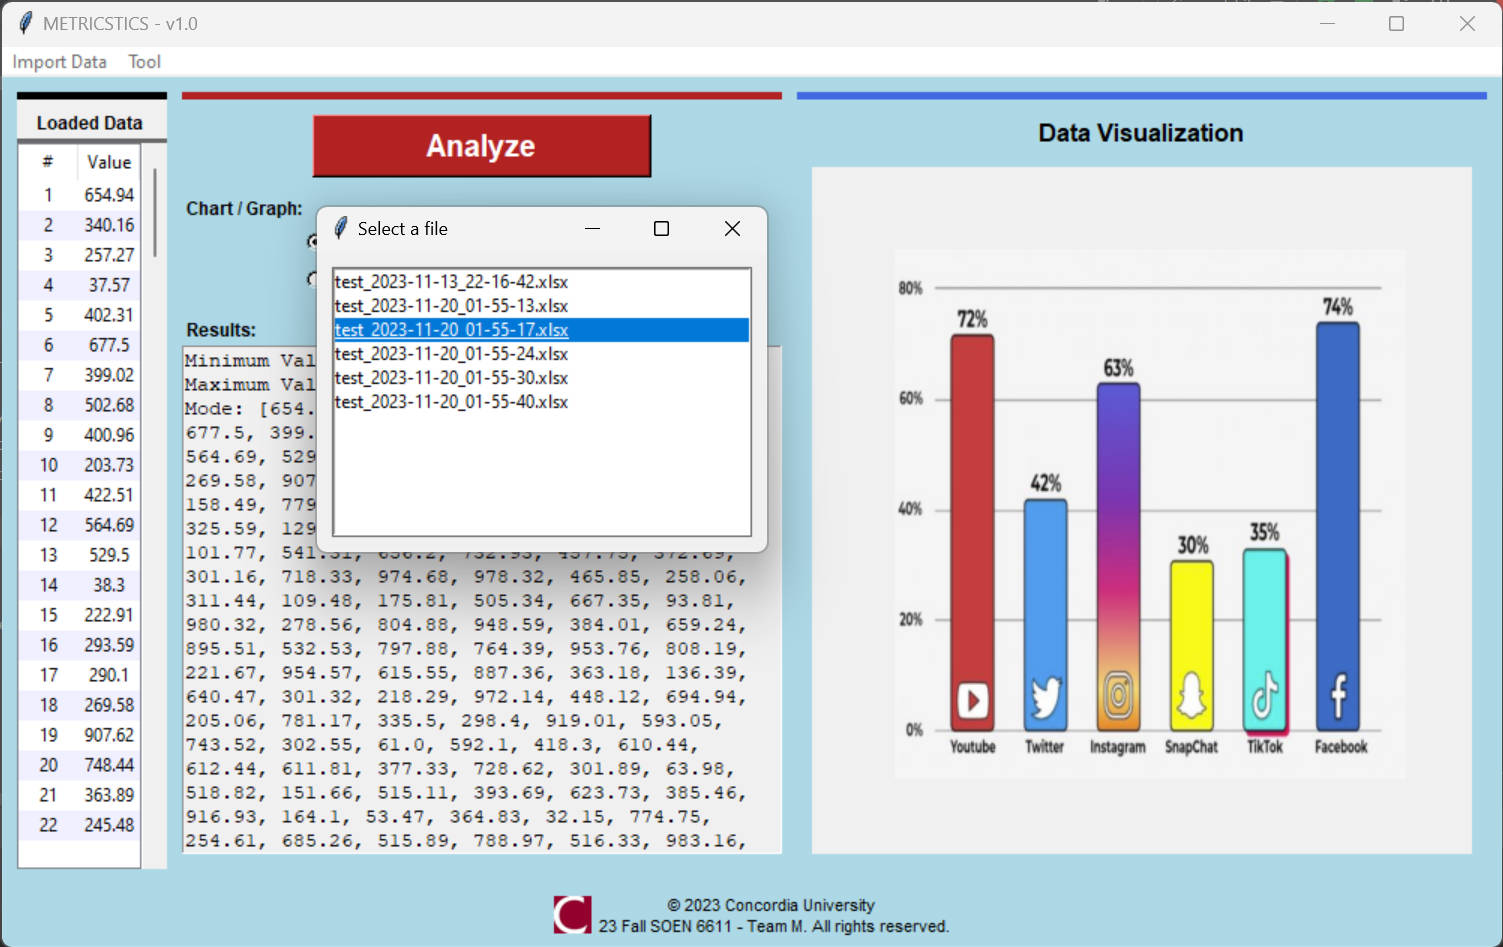 METRICSTICS - v1.0
Import Data Tool
Loaded Data
# Value
1 654.94
2 340.16
3 257.27
4 37.57
5 402.31
6 677.5
7 399.02
8 502.68
9 400.96
10 203.73
11 422.51
12 564.69
13 529.5
14 38.3
15 222.91
16 293.59
17 290.1
18 269.58
19 907.62
20 748.44
21 363.89
22 245.48
Analyze
Chart / Graph:
Select a file
test_2023-11-13_22-16-42.xlsx
test_2023-11-20_01-55-13.xlsx
test_2023-11-20_01-55-17.xlsx
test_2023-11-20_01-55-24.xlsx
test_2023-11-20_01-55-30.xlsx
test_2023-11-20_01-55-40.xlsx
Results:
Minimum Val
Maximum Val
Mode: [654.
677.5, 399.
564.69, 529
269.58, 907
158.49, 779
325.59, 129
101.77,
301.16, 718.33, 974.68, 978.32, 465.85, 258.06,
311.44, 109.48, 175.81, 505.34, 667.35, 93.81,
980.32, 278.56, 804.88, 948.59, 384.01, 659.24,
895.51, 532.53, 797.88, 764.39, 953.76, 808.19,
221.67, 954.57, 615.55, 887.36, 363.18, 136.39,
640.47, 301.32, 218.29, 972.14, 448.12, 694.94,
205.06, 781.17, 335.5, 298.4, 919.01, 593.05,
743.52, 302.55, 61.0, 592.1, 418.3, 610.44,
612.44, 611.81, 377.33, 728.62, 301.89, 63.98,
518.82, 151.66, 515.11, 393.69, 623.73, 385.46,
916.93, 164.1, 53.47, 364.83, 32.15, 774.75,
254.61, 685.26, 515.89, 788.97, 516.33, 983.16,
Data Visualization
80%
60%
40%
20%
0%
72%
42%
63%
30%
35%
74%
Youtube Twitter Instagram SnapChat TikTok Facebook
© 2023 Concordia University
23 Fall SOEN 6611 - Team M. All rights reserved.